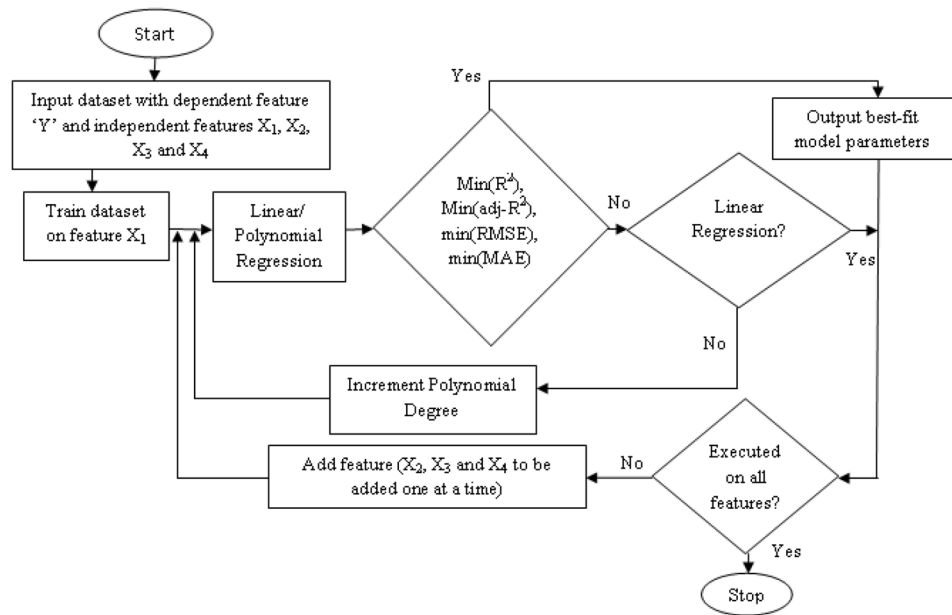 Start
Input dataset with dependent feature
‘Y’ and independent features X₁, X₂,
X₃ and X₄
Train dataset
on feature X₁
Linear/
Polynomial
Regression
Min(R²),
Min(adj-R²),
min(RMSE),
min(MAE)
Yes
No
Output best-fit
model parameters
Linear
Regression?
Yes
No
Increment Polynomial
Degree
Add feature (X₂, X₃ and X₄ to be
added one at a time)
No
Executed
on all
features?
Yes
Stop